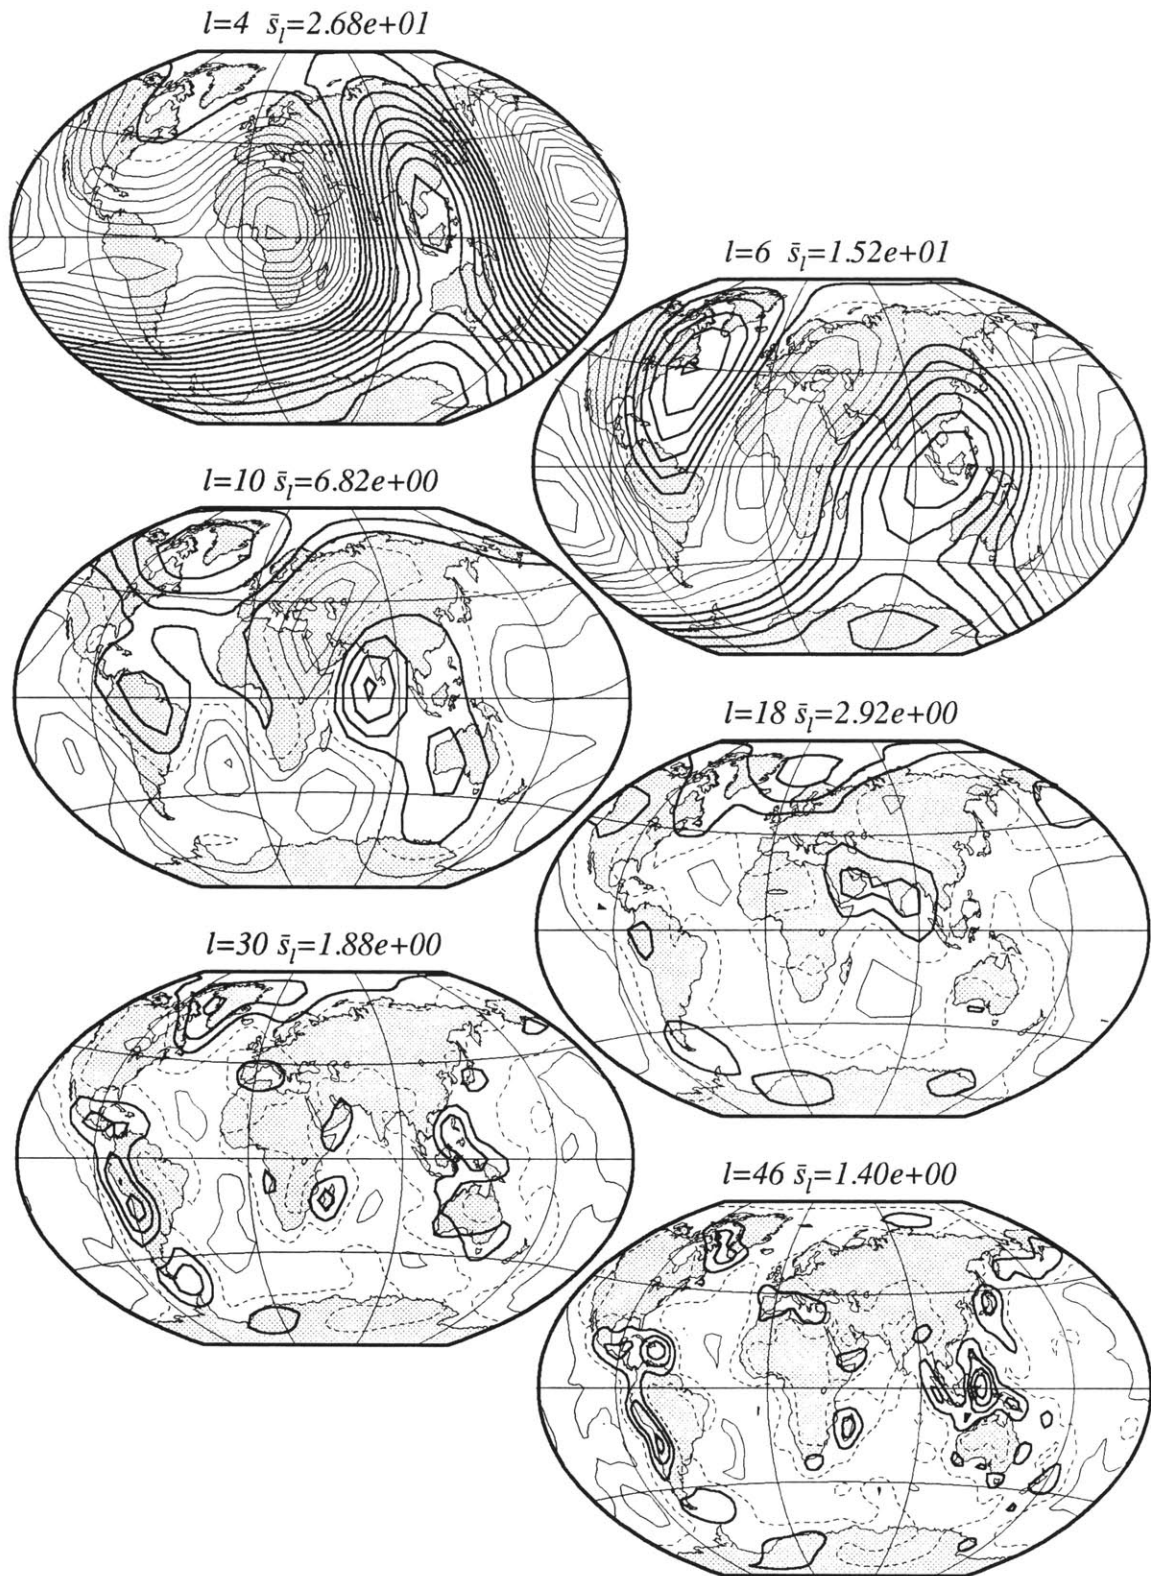 l=4 s̄ₗ=2.68e+01
l=6 s̄ₗ=1.52e+01
l=10 s̄ₗ=6.82e+00
l=18 s̄ₗ=2.92e+00
l=30 s̄ₗ=1.88e+00
l=46 s̄ₗ=1.40e+00